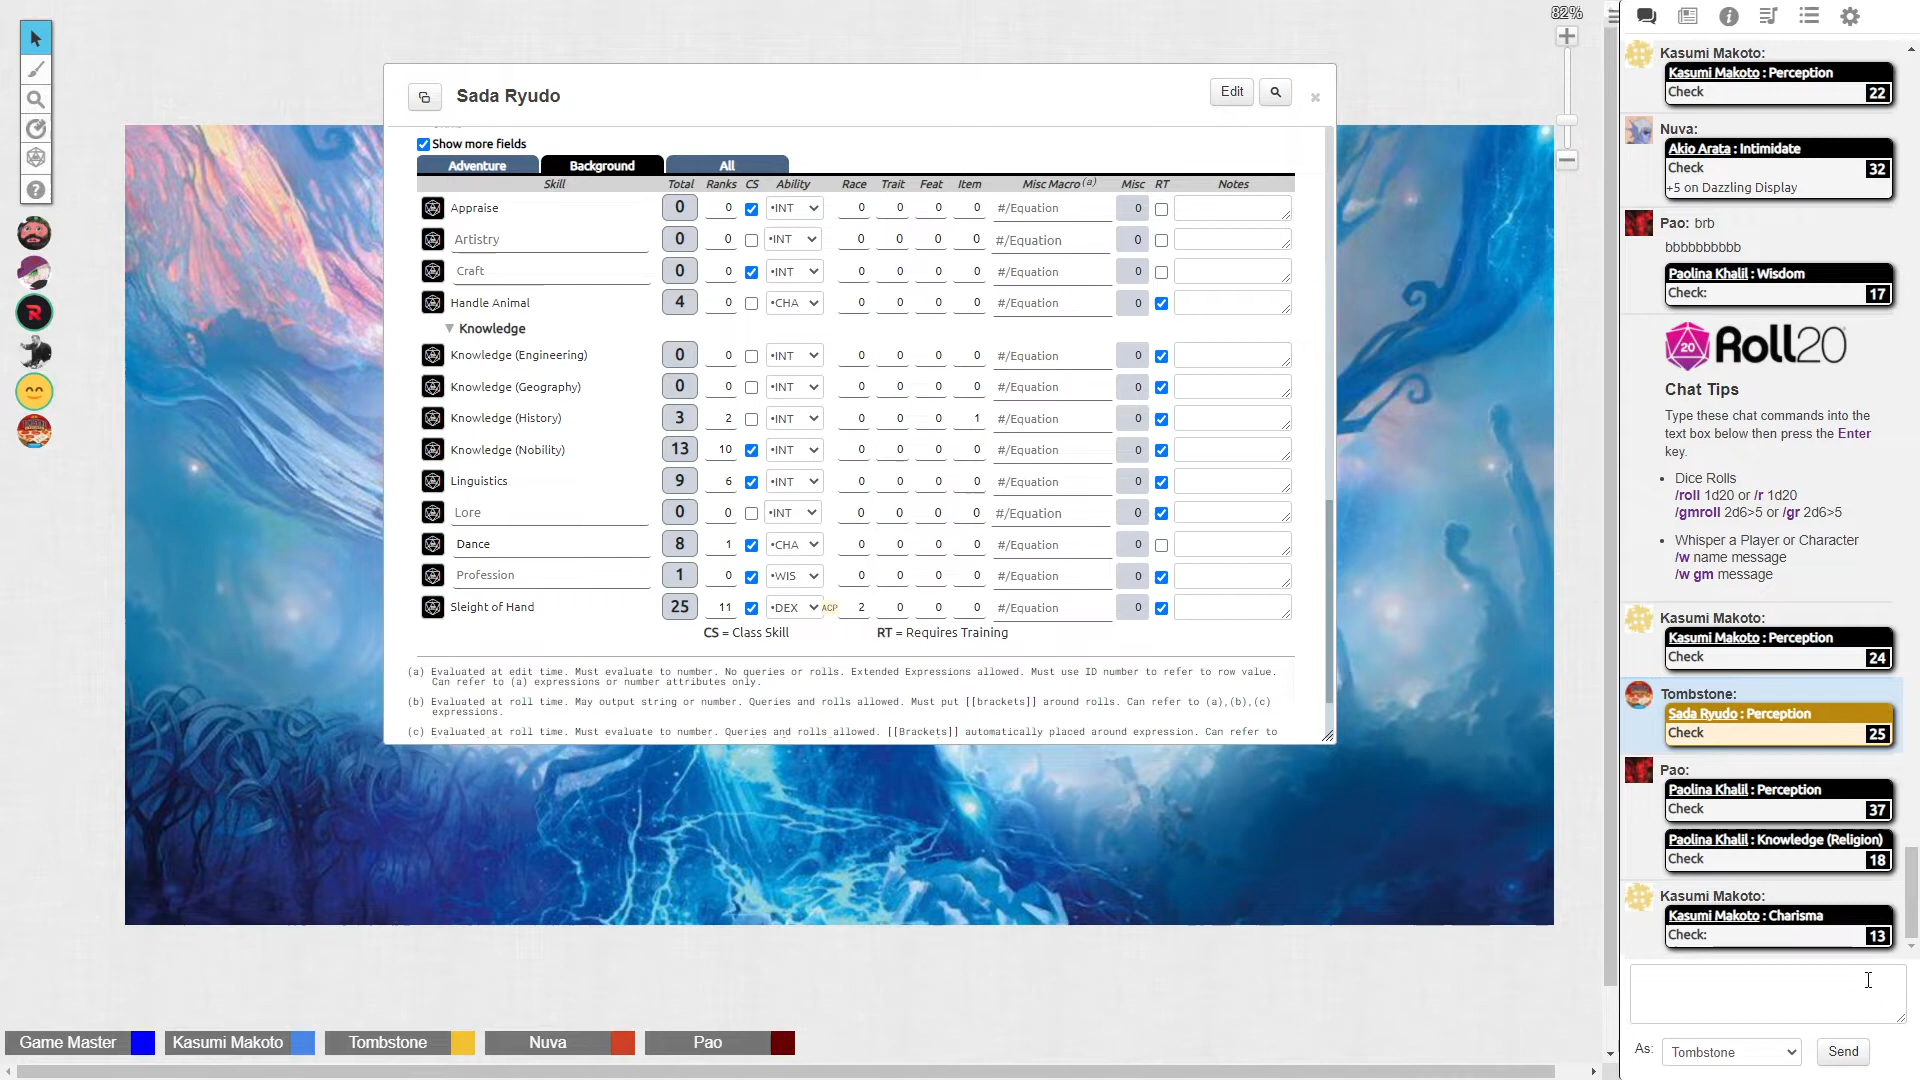 82%
Sada Ryudo
Edit
Show more fields
Adventure Background All
Skill Total Ranks CS Ability Race Trait Feat Item Misc Macro (a) Misc RT Notes
Appraise 0 0 •INT 0 0 0 0 #/Equation 0
Artistry 0 0 •INT 0 0 0 0 #/Equation 0
Craft 0 0 •INT 0 0 0 0 #/Equation 0
Handle Animal 4 0 •CHA 0 0 0 0 #/Equation 0
Knowledge
Knowledge (Engineering) 0 0 •INT 0 0 0 0 #/Equation 0
Knowledge (Geography) 0 0 •INT 0 0 0 0 #/Equation 0
Knowledge (History) 3 2 •INT 0 0 0 1 #/Equation 0
Knowledge (Nobility) 13 10 •INT 0 0 0 0 #/Equation 0
Linguistics 9 6 •INT 0 0 0 0 #/Equation 0
Lore 0 0 •INT 0 0 0 0 #/Equation 0
Dance 8 1 •CHA 0 0 0 0 #/Equation 0
Profession 1 0 •WIS 0 0 0 0 #/Equation 0
Sleight of Hand 25 11 •DEX ACP 2 0 0 0 #/Equation 0
CS = Class Skill RT = Requires Training
(a) Evaluated at edit time. Must evaluate to number. No queries or rolls. Extended Expressions allowed. Must use ID number to refer to row value.
Can refer to (a) expressions or number attributes only.
(b) Evaluated at roll time. May output string or number. Queries and rolls allowed. Must put [[brackets]] around rolls. Can refer to (a),(b),(c)
expressions.
(c) Evaluated at roll time. Must evaluate to number. Queries and rolls allowed. [[Brackets]] automatically placed around expression. Can refer to
Game Master
Kasumi Makoto
Tombstone
Nuva
Pao
Kasumi Makoto:
Kasumi Makoto : Perception
Check 22
Nuva:
Akio Arata : Intimidate
Check 32
+5 on Dazzling Display
Pao: brb
bbbbbbbbbb
Paolina Khalil : Wisdom
Check: 17
20 Roll20
Chat Tips
Type these chat commands into the
text box below then press the Enter
key.
• Dice Rolls
/roll 1d20 or /r 1d20
/gmroll 2d6>5 or /gr 2d6>5
• Whisper a Player or Character
/w name message
/w gm message
Kasumi Makoto:
Kasumi Makoto : Perception
Check 24
Tombstone:
Sada Ryudo : Perception
Check 25
Pao:
Paolina Khalil : Perception
Check 37
Paolina Khalil : Knowledge (Religion)
Check 18
Kasumi Makoto:
Kasumi Makoto : Charisma
Check: 13
As: Tombstone Send